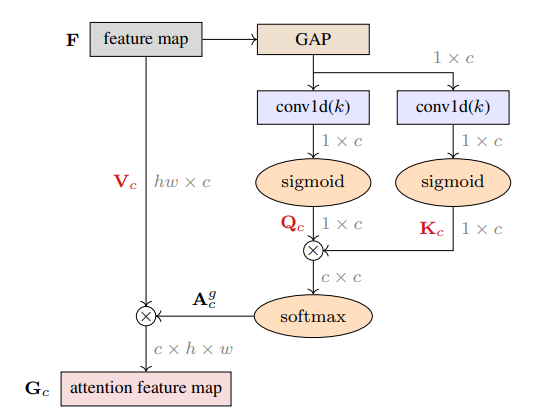 F feature map GAP
1 × c
conv1d(k) conv1d(k)
1 × c 1 × c
V_c hw × c sigmoid sigmoid
Q_c 1 × c K_c 1 × c
×
c × c
A_c^g
× softmax
c × h × w
G_c attention feature map